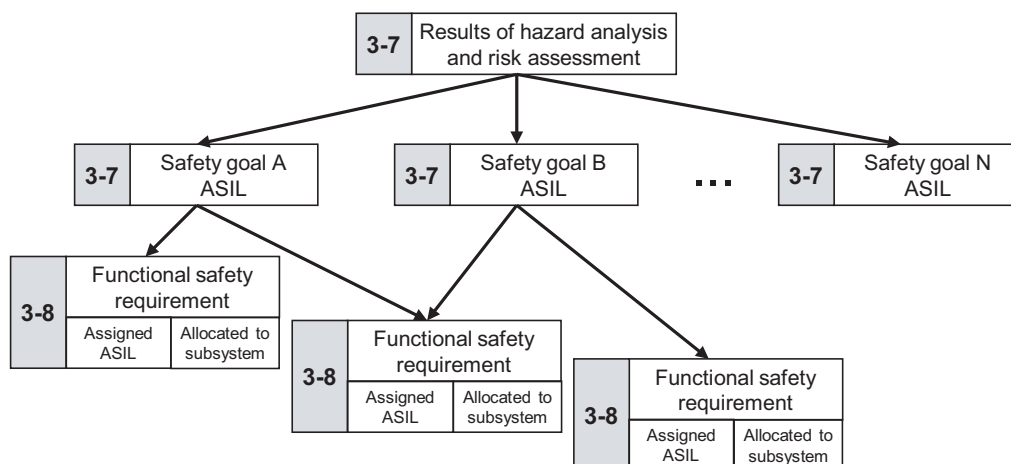 3-7
Results of hazard analysis
and risk assessment
3-7
Safety goal A
ASIL
3-7
Safety goal B
ASIL
...
3-7
Safety goal N
ASIL
3-8
Functional safety
requirement
Assigned
ASIL
Allocated to
subsystem
3-8
Functional safety
requirement
Assigned
ASIL
Allocated to
subsystem
3-8
Functional safety
requirement
Assigned
ASIL
Allocated to
subsystem